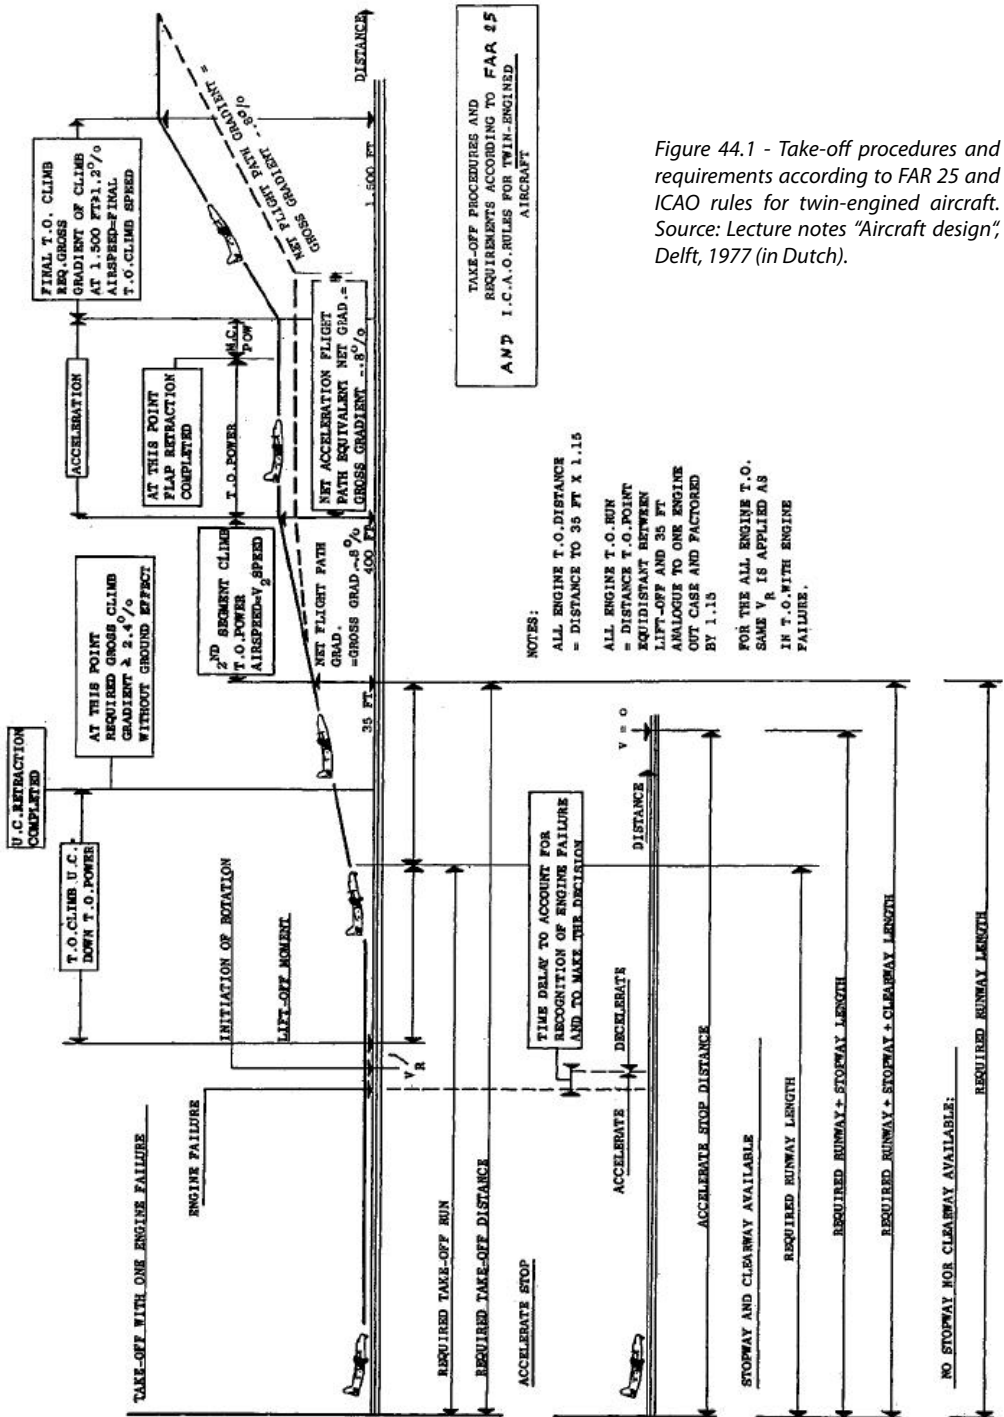 Figure 44.1 - Take-off procedures and
requirements according to FAR 25 and
ICAO rules for twin-engined aircraft.
Source: Lecture notes “Aircraft design“,
Delft, 1977 (in Dutch).
TAKE-OFF WITH ONE ENGINE FAILURE
ENGINE FAILURE
INITIATION OF ROTATION
LIFT-OFF MOMENT
V R
T.O.CLIMB U.C.
DOWN T.O.POWER
U.C.RETRACTION
COMPLETED
AT THIS POINT
REQUIRED GROSS CLIMB
GRADIENT ≥ 2.4%
WITHOUT GROUND EFFECT
2ND SEGMENT CLIMB
T.O.POWER
AIRSPEED=V2 SPEED
NET FLIGHT PATH
GRAD.
=GROSS GRAD-.8%
35 FT
400 FT
ACCELERATION
AT THIS POINT
FLAP RETRACTION
COMPLETED
T.O.POWER
M.C.
POW
NET ACCELERATION FLIGHT
PATH EQUIVALENT NET GRAD.=
GROSS GRADIENT -.8%
FINAL T.O. CLIMB
REQ.GROSS
GRADIENT OF CLIMB
AT 1.500 FT≥1.2%
AIRSPEED=FINAL
T.O.CLIMB SPEED
NET FLIGHT PATH GRADIENT =
GROSS GRADIENT -.8%
1.500 FT
DISTANCE
REQUIRED TAKE-OFF RUN
REQUIRED TAKE-OFF DISTANCE
TAKE-OFF PROCEDURES AND
REQUIREMENTS ACCORDING TO FAR 25
AND I.C.A.O.RULES FOR TWIN-ENGINED
AIRCRAFT
NOTES:
ALL ENGINE T.O.DISTANCE
= DISTANCE TO 35 FT X 1.15
ALL ENGINE T.O.RUN
= DISTANCE T.O.POINT
EQUIDISTANT BETWEEN
LIFT-OFF AND 35 FT
ANALOGUE TO ONE ENGINE
OUT CASE AND FACTORED
BY 1.15
FOR THE ALL ENGINE T.O.
SAME V R IS APPLIED AS
IN T.O.WITH ENGINE
FAILURE.
ACCELERATE STOP
TIME DELAY TO ACCOUNT FOR
RECOGNITION OF ENGINE FAILURE
AND TO MAKE THE DECISION
ACCELERATE
DECELERATE
DISTANCE
V = O
ACCELERATE STOP DISTANCE
STOPWAY AND CLEARWAY AVAILABLE
REQUIRED RUNWAY LENGTH
REQUIRED RUNWAY + STOPWAY LENGTH
REQUIRED RUNWAY + STOPWAY + CLEARWAY LENGTH
NO STOPWAY NOR CLEARWAY AVAILABLE:
REQUIRED RUNWAY LENGTH